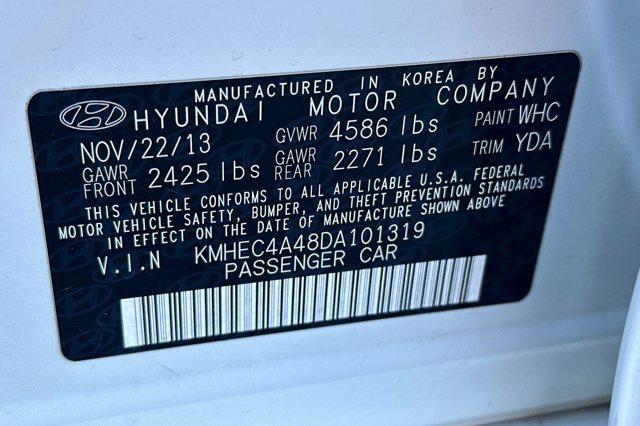 MANUFACTURED IN KOREA BY
HYUNDAI MOTOR COMPANY
NOV/22/13 GVWR 4586 lbs PAINT WHC
GAWR FRONT 2425 lbs GAWR REAR 2271 lbs TRIM YDA
THIS VEHICLE CONFORMS TO ALL APPLICABLE U.S.A. FEDERAL
MOTOR VEHICLE SAFETY, BUMPER, AND THEFT PREVENTION STANDARDS
IN EFFECT ON THE DATE OF MANUFACTURE SHOWN ABOVE
V.I.N KMHEC4A48DA101319
PASSENGER CAR